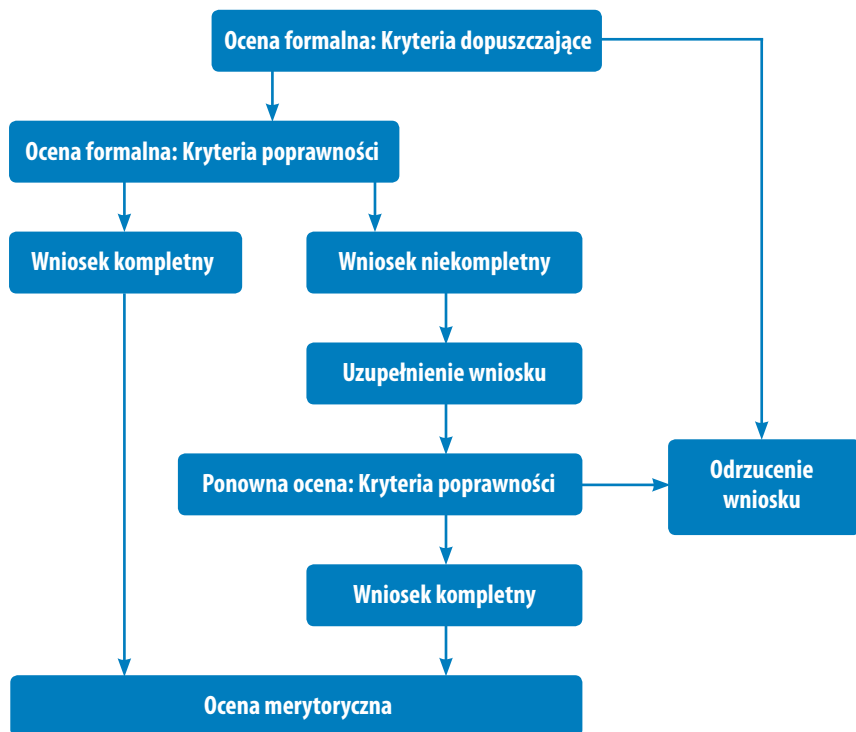 Ocena formalna: Kryteria dopuszczające
Ocena formalna: Kryteria poprawności
Wniosek kompletny
Wniosek niekompletny
Uzupełnienie wniosku
Ponowna ocena: Kryteria poprawności
Odrzucenie
wniosku
Wniosek kompletny
Ocena merytoryczna